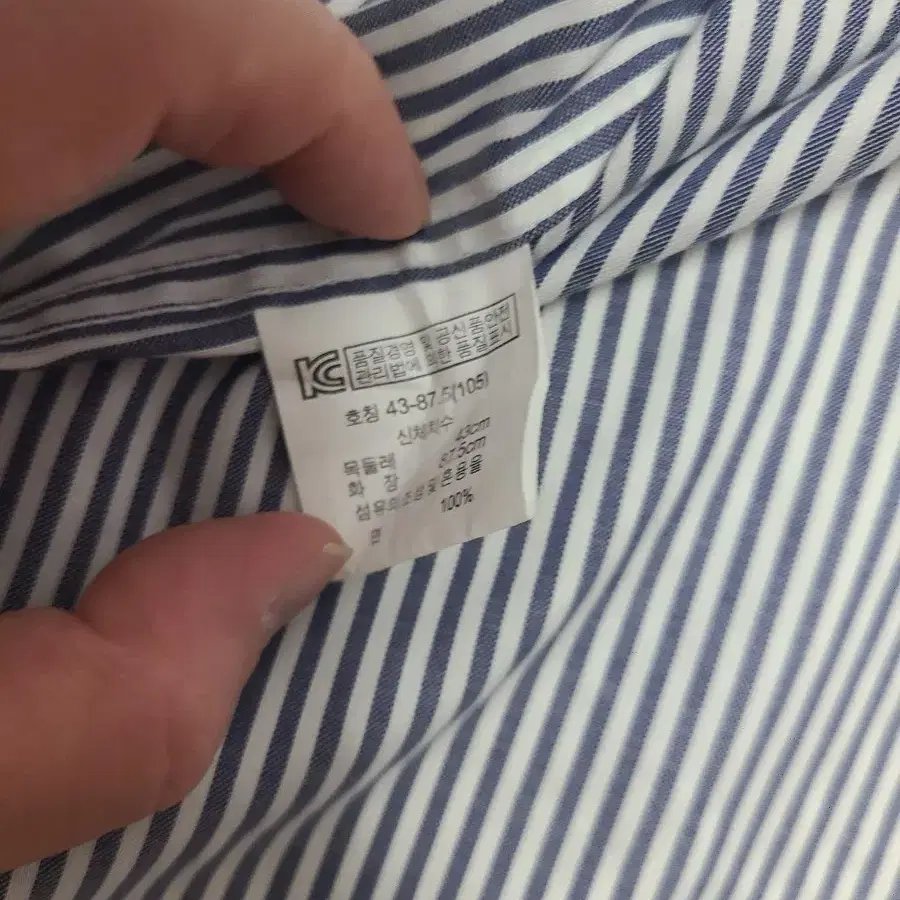 KC 품질경영 및 공산품안전
관리법에 의한 품질표시
호칭 43-87.5(105)
신체치수
목둘레 43cm
화 장 87.5cm
섬유의 조성 및 혼용율
면 100%